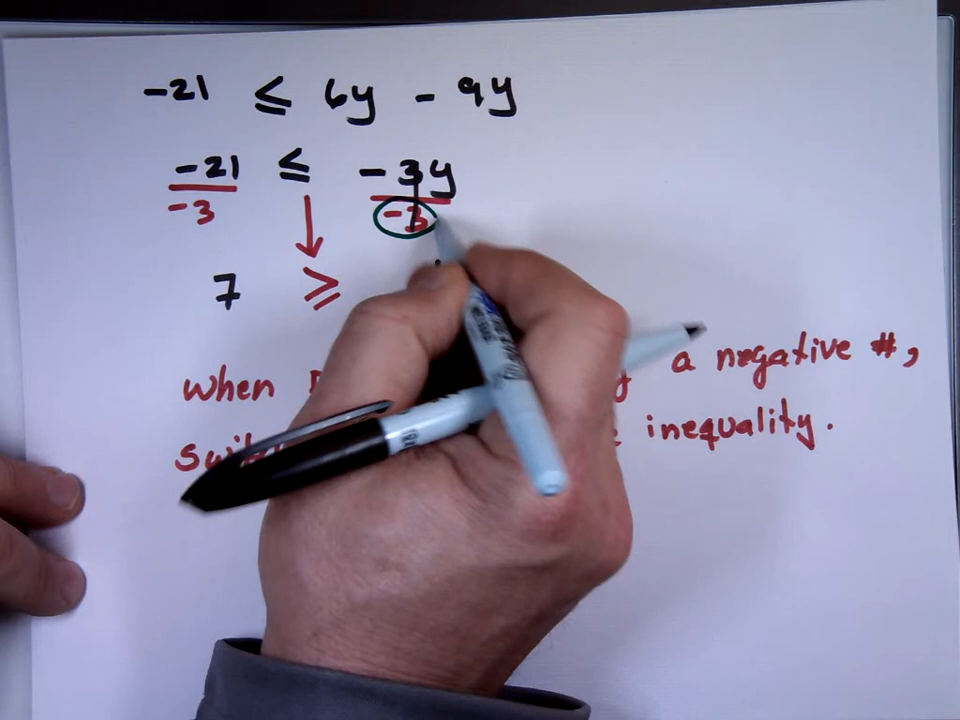 -21 ≤ 6y - 9y
-21 ≤ -3y
-3 -3
7 ≥
when a negative #,
inequality.